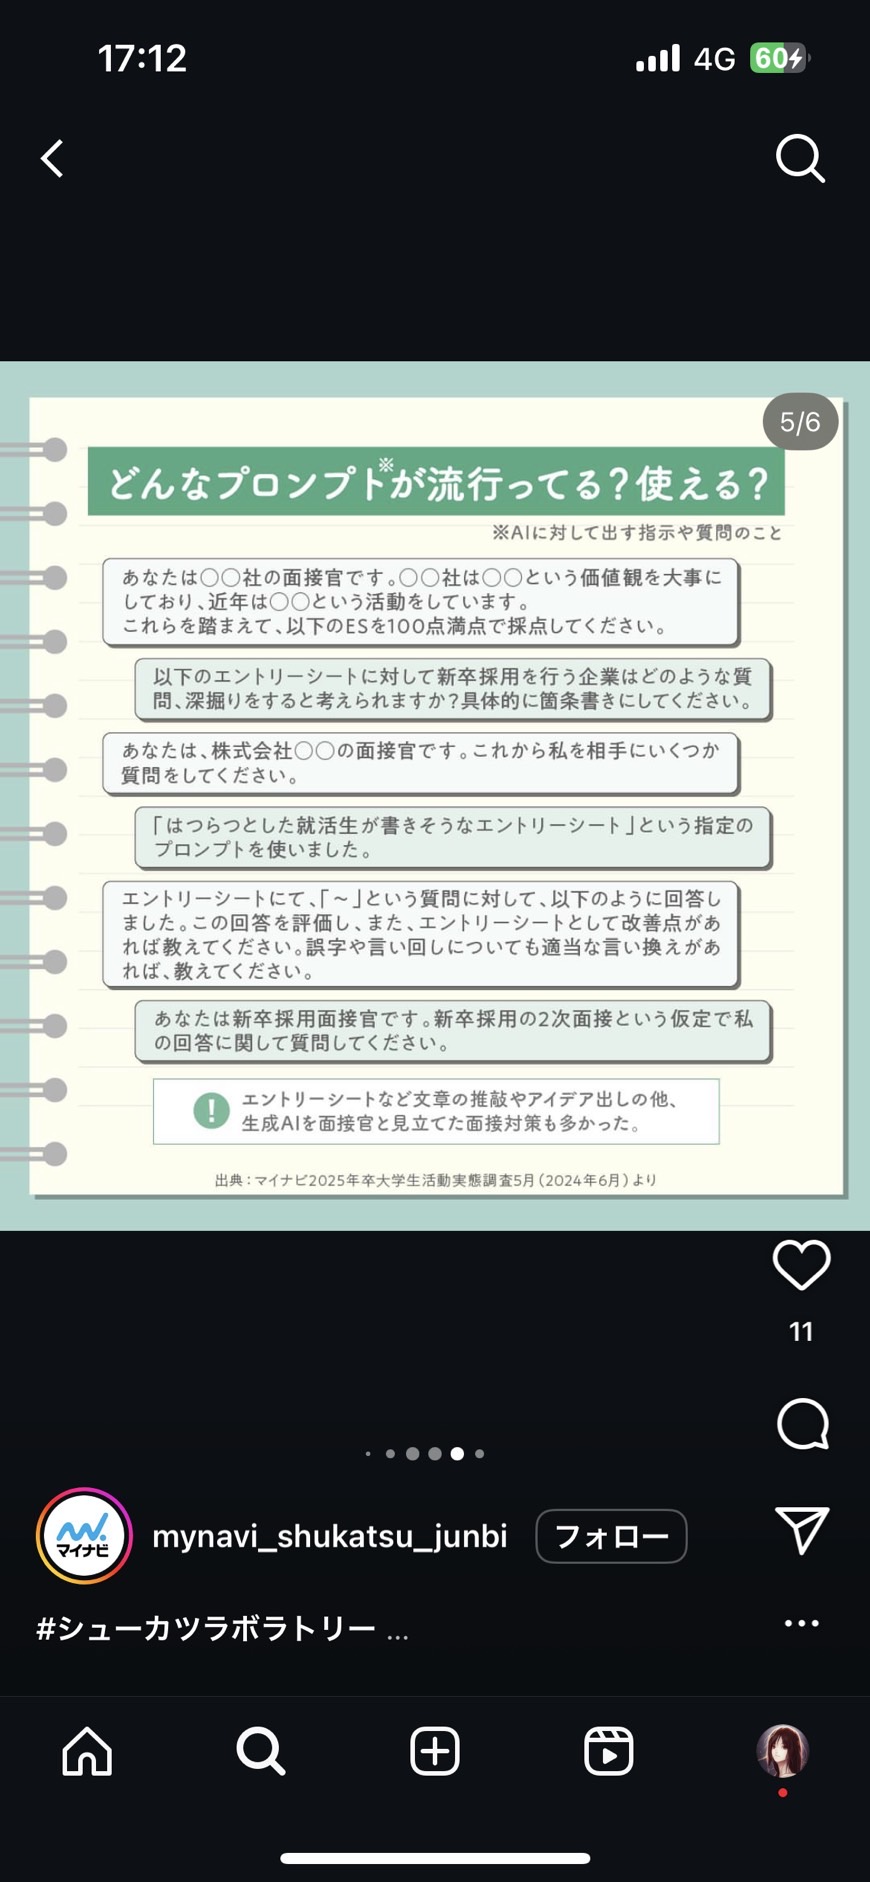 17:12
4G
60
5/6
どんなプロンプト※が流行ってる？使える？
※AIに対して出す指示や質問のこと
あなたは○○社の面接官です。○○社は○○という価値観を大事に
しており、近年は○○という活動をしています。
これらを踏まえて、以下のESを100点満点で採点してください。
以下のエントリーシートに対して新卒採用を行う企業はどのような質
問、深掘りをすると考えられますか？具体的に箇条書きにしてください。
あなたは、株式会社○○の面接官です。これから私を相手にいくつか
質問をしてください。
「はつらつとした就活生が書きそうなエントリーシート」という指定の
プロンプトを使いました。
エントリーシートにて、「～」という質問に対して、以下のように回答し
ました。この回答を評価し、また、エントリーシートとして改善点があ
れば教えてください。誤字や言い回しについても適当な言い換えがあ
れば、教えてください。
あなたは新卒採用面接官です。新卒採用の2次面接という仮定で私
の回答に関して質問してください。
!
エントリーシートなど文章の推敲やアイデア出しの他、
生成AIを面接官と見立てた面接対策も多かった。
出典：マイナビ2025年卒大学生活動実態調査5月（2024年6月）より
11
マイナビ
mynavi_shukatsu_junbi
フォロー
#シューカツラボラトリー ...